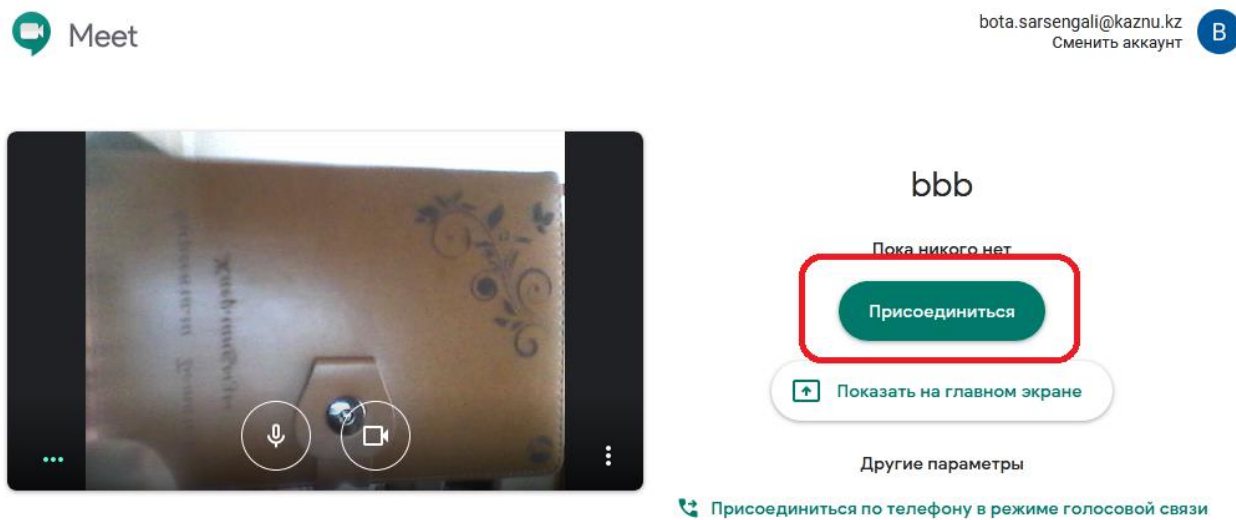 Meet
bota.sarsengali@kaznu.kz
Сменить аккаунт
B
bbb
Пока никого нет
Присоединиться
Показать на главном экране
Другие параметры
Присоединиться по телефону в режиме голосовой связи